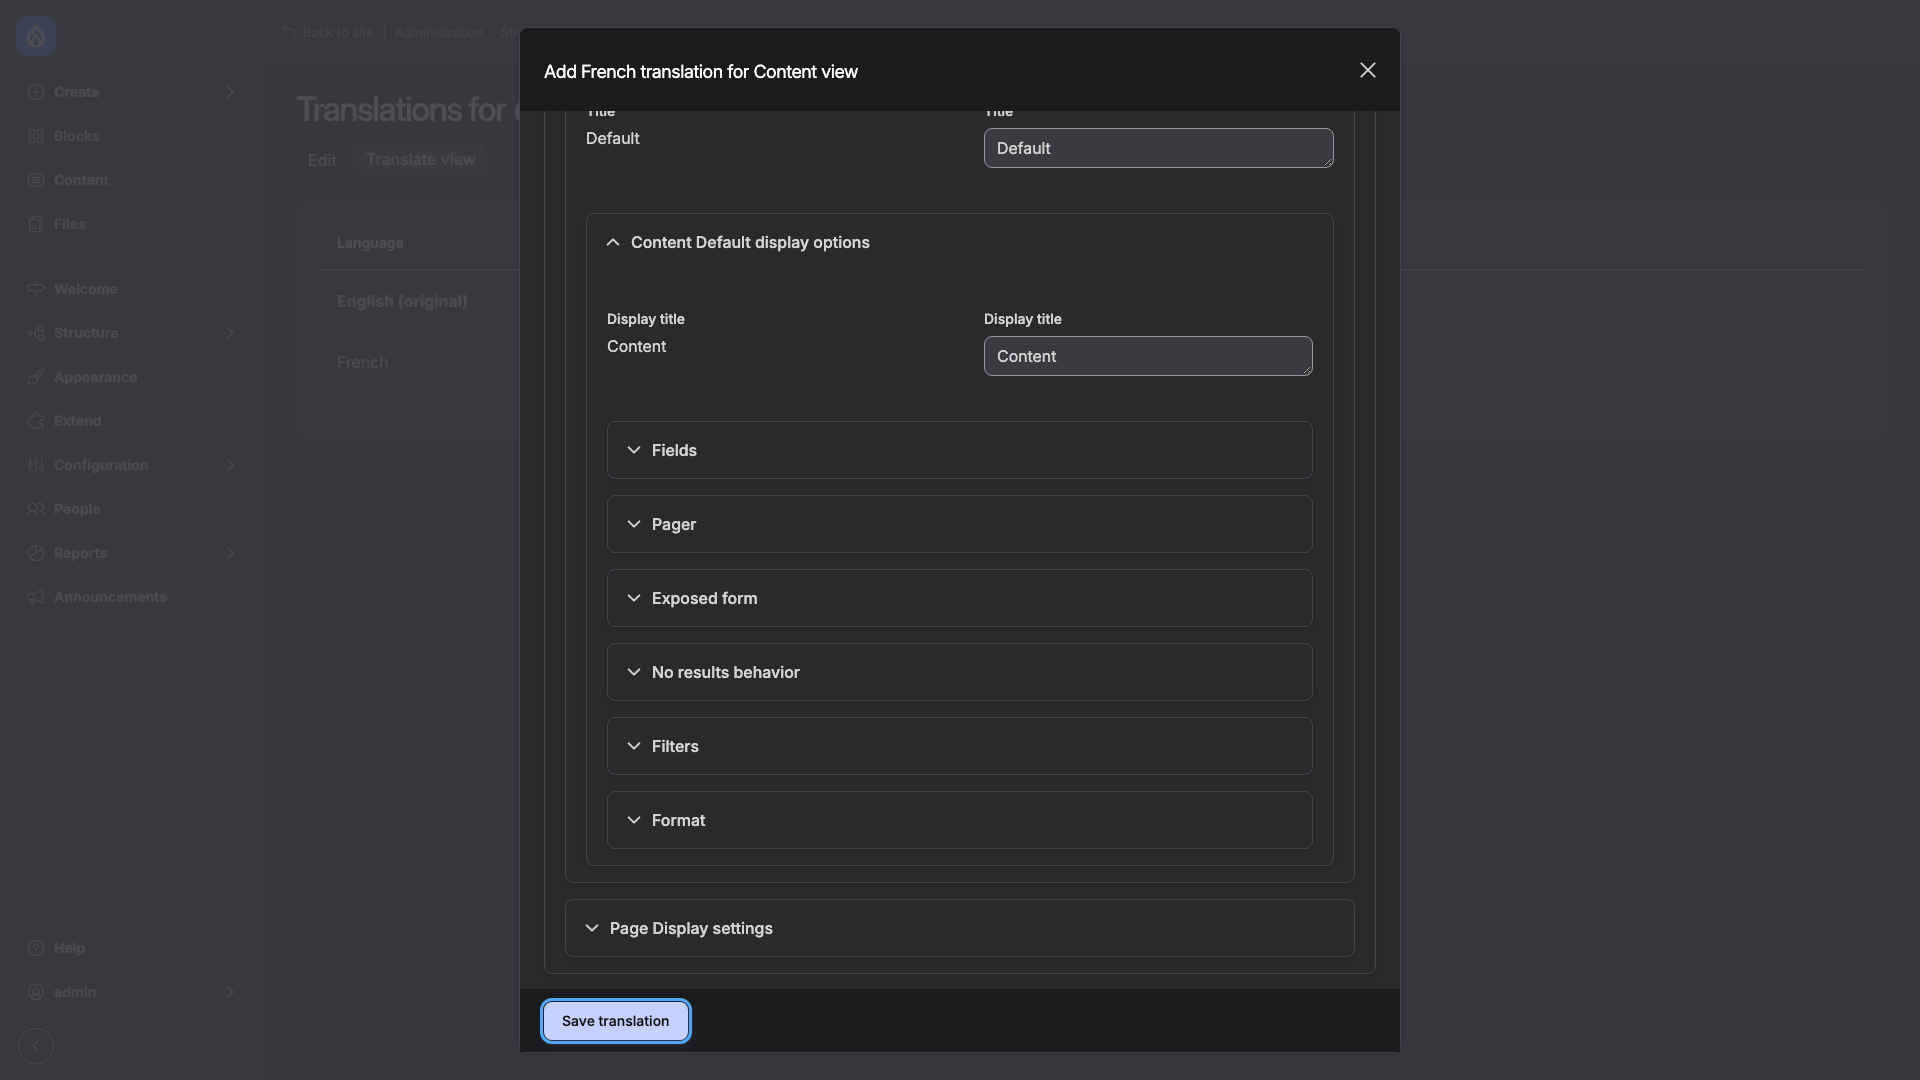 Back to site
Administration
Add French translation for Content view
Create
Translations for
Title
Title
Default
Default
Blocks
Edit
Translate view
Content
Files
Language
Content Default display options
Welcome
English (original)
Display title
Display title
Structure
Content
Content
French
Appearance
Extend
Fields
Configuration
People
Pager
Reports
Announcements
Exposed form
No results behavior
Filters
Format
Page Display settings
Help
admin
Save translation